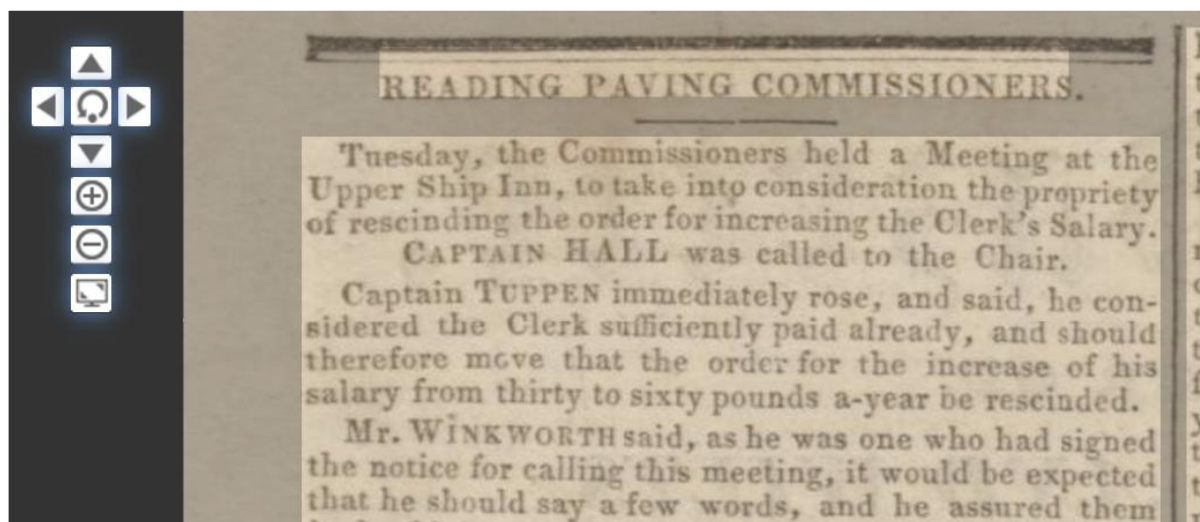 READING PAVING COMMISSIONERS.
Tuesday, the Commissioners held a Meeting at the
Upper Ship Inn, to take into consideration the propriety
of rescinding the order for increasing the Clerk's Salary.
CAPTAIN HALL was called to the Chair.
Captain TUPPEN immediately rose, and said, he con-
sidered the Clerk sufficiently paid already, and should
therefore move that the order for the increase of his
salary from thirty to sixty pounds a-year be rescinded.
Mr. WINKWORTH said, as he was one who had signed
the notice for calling this meeting, it would be expected
that he should say a few words, and he assured them